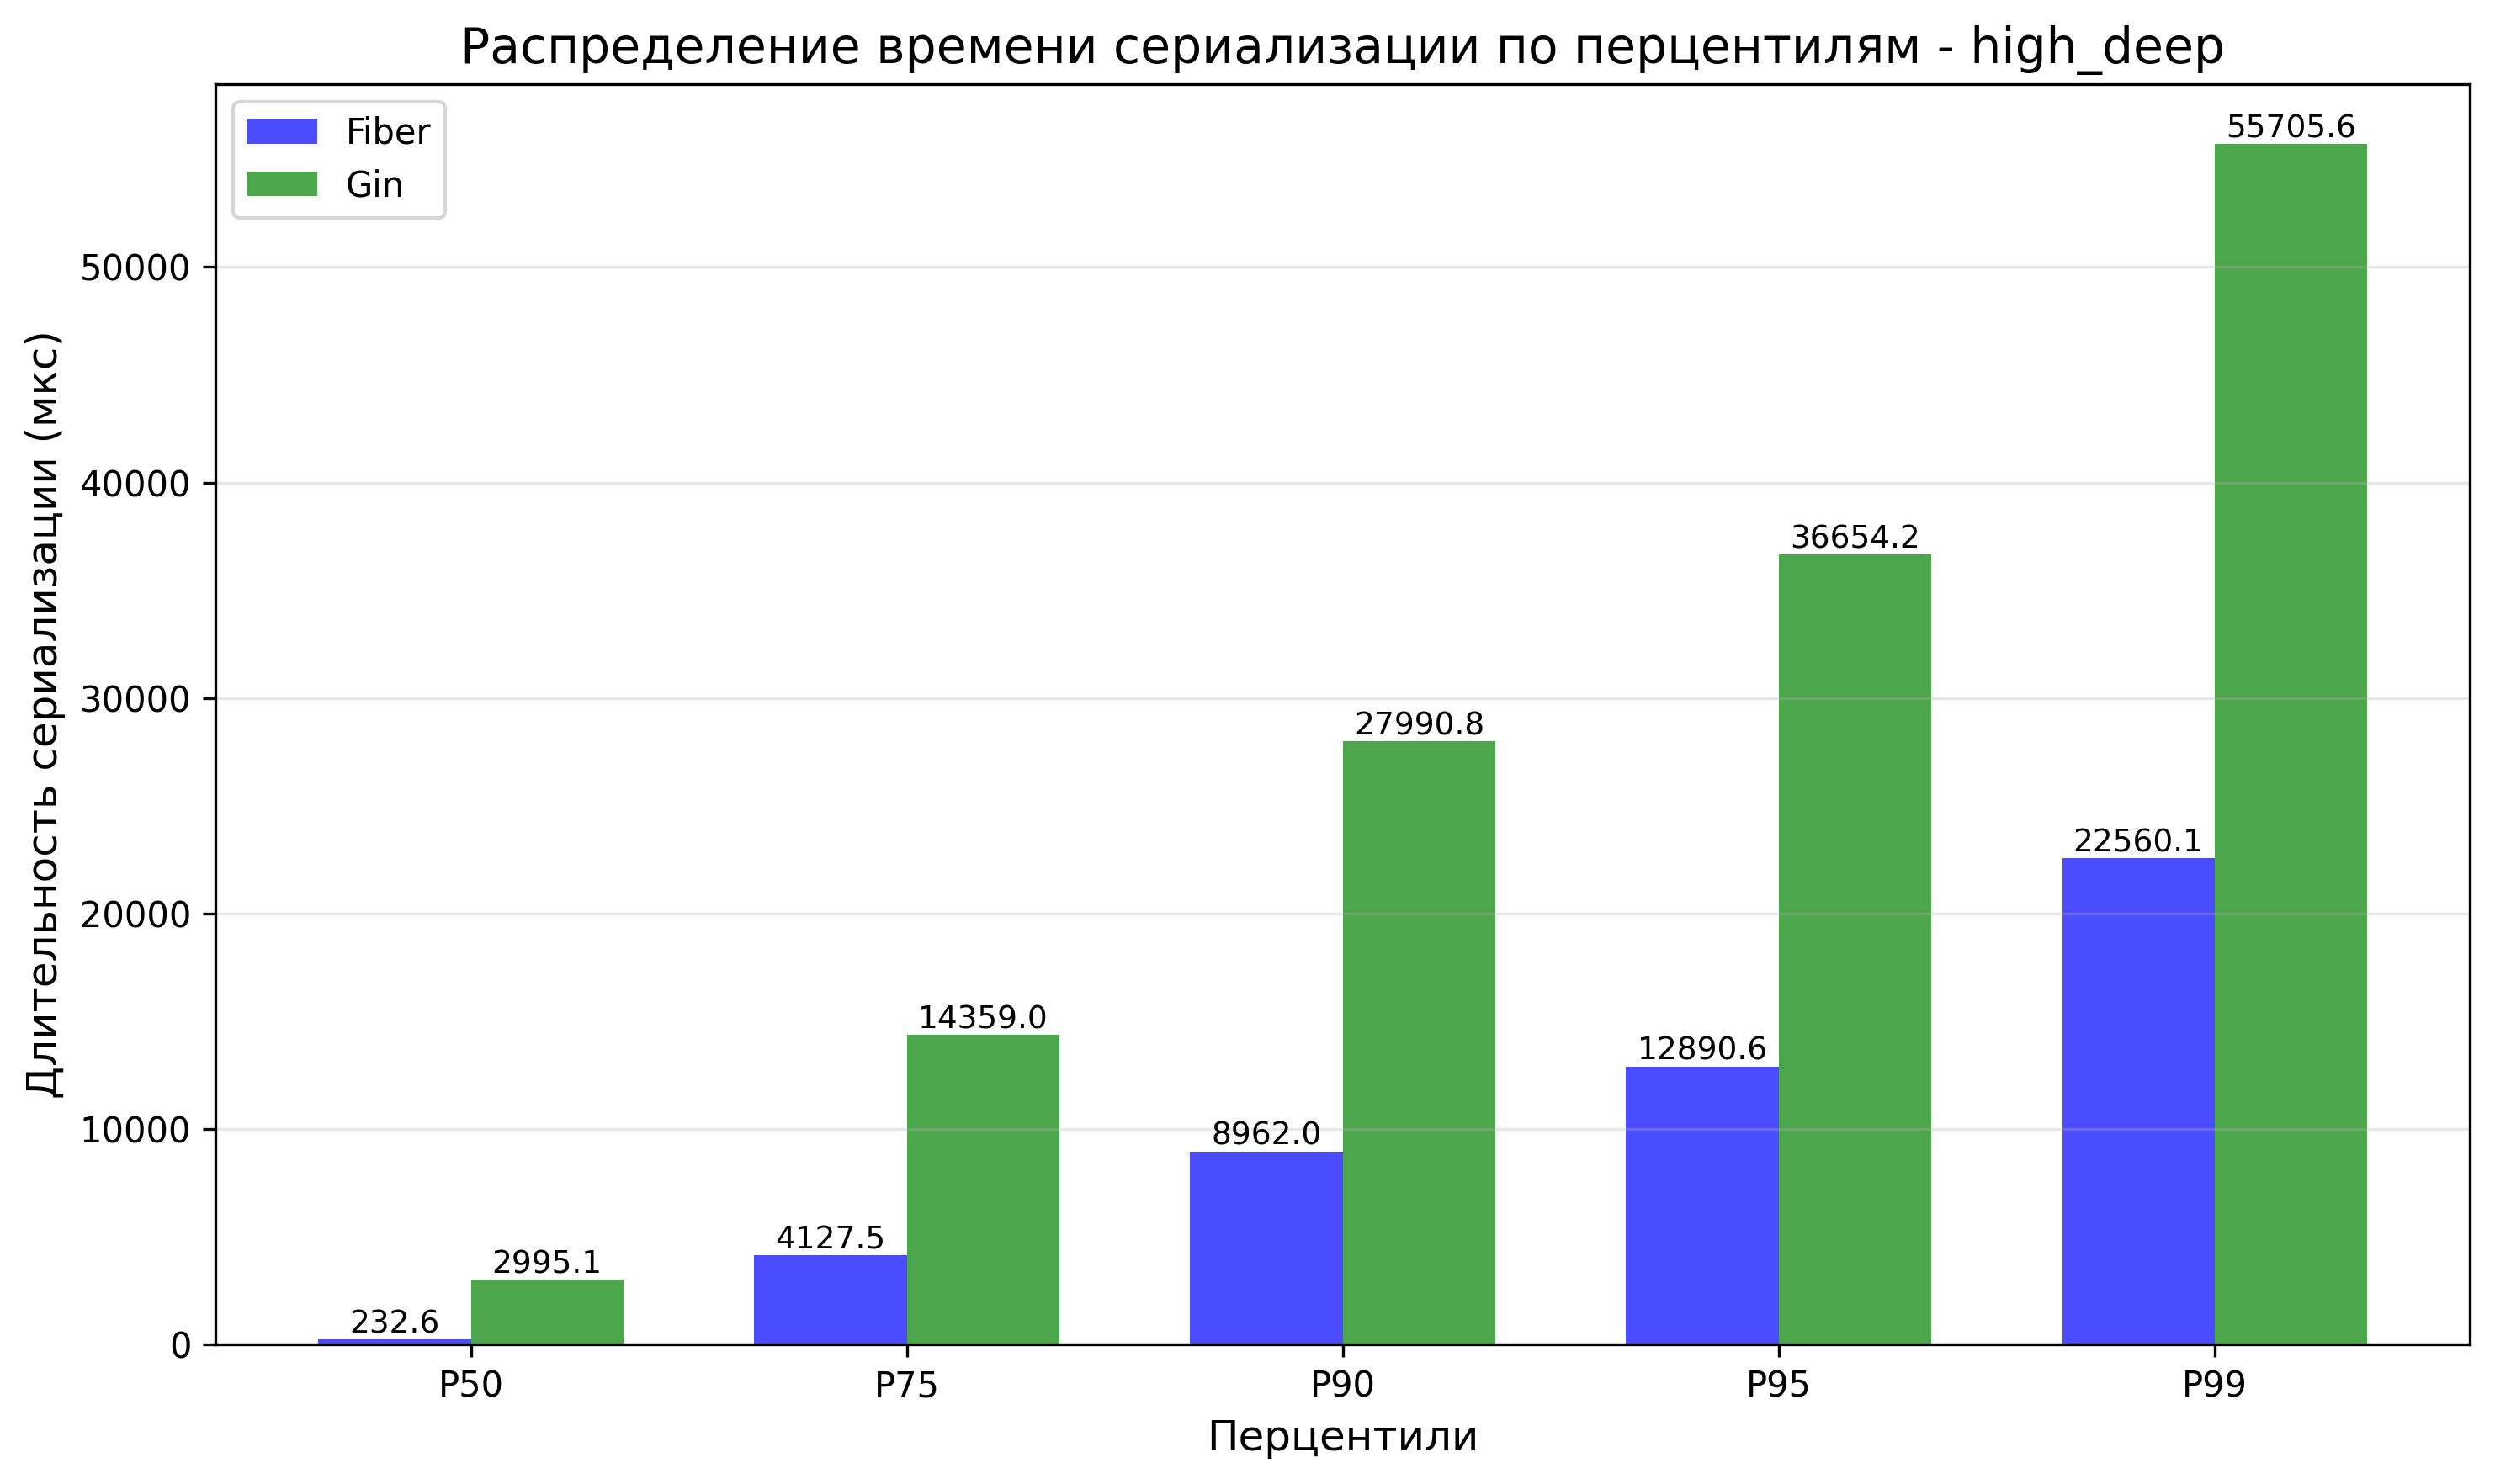 Распределение времени сериализации по перцентилям - high_deep
Fiber
Gin
Длительность сериализации (мкс)
50000
40000
30000
20000
10000
0
232.6
2995.1
4127.5
14359.0
8962.0
27990.8
12890.6
36654.2
22560.1
55705.6
P50
P75
P90
P95
P99
Перцентили